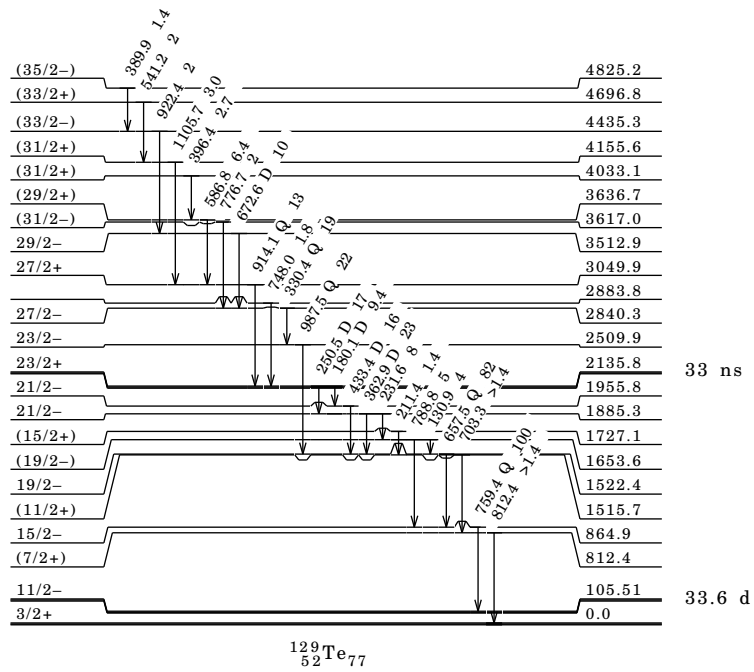 389.9 1.4
541.2 2
922.4 2
1105.7 3.0
396.4 2.7
586.8 6.4
776.7 2
672.6 D 10
914.1 Q 13
748.0 1.8
330.4 Q 19
987.5 Q 22
250.5 D 17
180.1 D 9.4
433.4 D 16
362.9 D 23
231.6 8
211.4 1.4
788.8 5
130.9 4
657.5 Q 82
703.3 >1.4
759.4 Q 100
812.4 >1.4
(35/2−) 4825.2
(33/2+) 4696.8
(33/2−) 4435.3
(31/2+) 4155.6
(31/2+) 4033.1
(29/2+) 3636.7
(31/2−) 3617.0
29/2− 3512.9
27/2+ 3049.9
2883.8
27/2− 2840.3
23/2− 2509.9
23/2+ 2135.8 33 ns
21/2− 1955.8
21/2− 1885.3
(15/2+) 1727.1
(19/2−) 1653.6
19/2− 1522.4
(11/2+) 1515.7
15/2− 864.9
(7/2+) 812.4
11/2− 105.51 33.6 d
3/2+ 0.0
129 52 Te 77